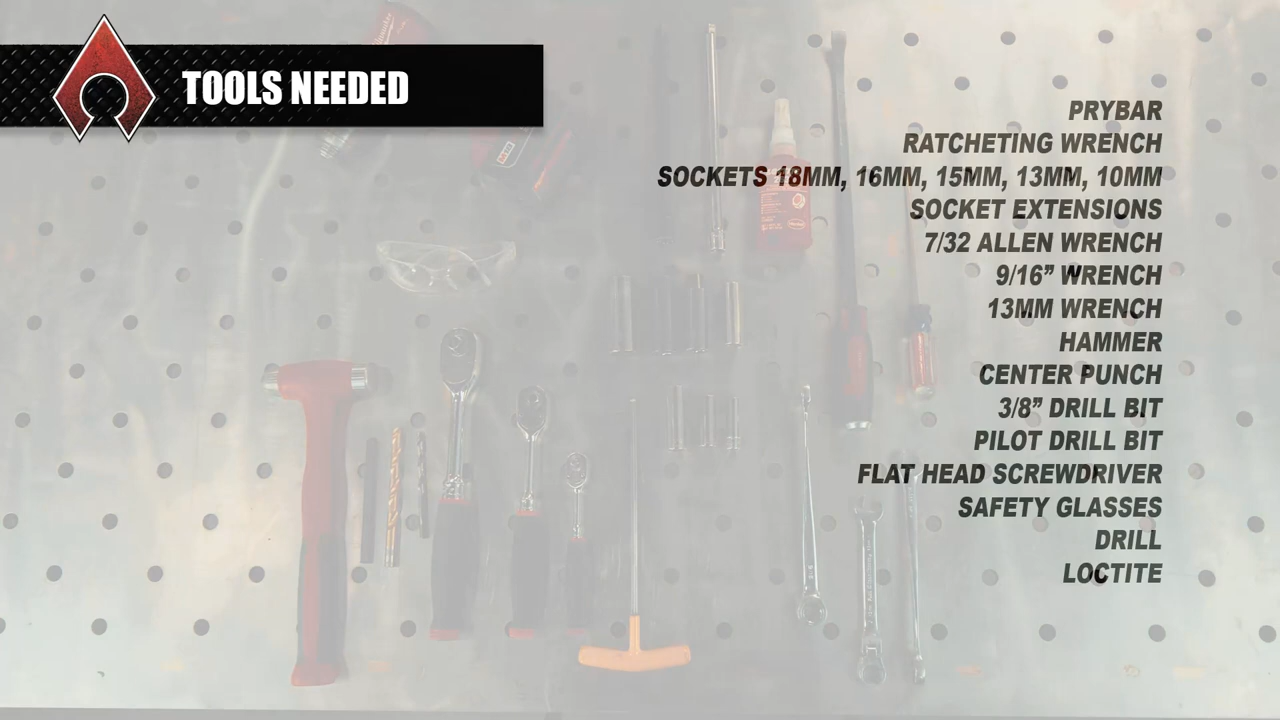 TOOLS NEEDED
PRYBAR
RATCHETING WRENCH
SOCKETS 18MM, 16MM, 15MM, 13MM, 10MM
SOCKET EXTENSIONS
7/32 ALLEN WRENCH
9/16” WRENCH
13MM WRENCH
HAMMER
CENTER PUNCH
3/8” DRILL BIT
PILOT DRILL BIT
FLAT HEAD SCREWDRIVER
SAFETY GLASSES
DRILL
LOCTITE